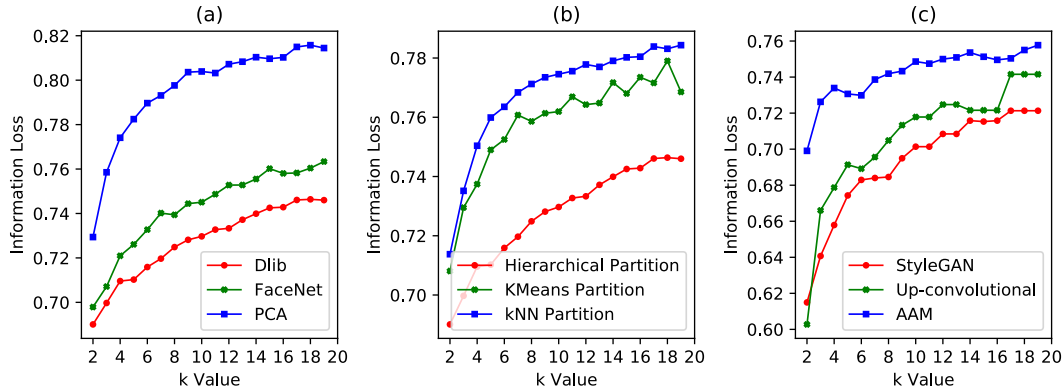 (a)
Information Loss
0.82
0.80
0.78
0.76
0.74
0.72
0.70
2 4 6 8 10 12 14 16 18 20
k Value
Dlib
FaceNet
PCA
(b)
Information Loss
0.78
0.76
0.74
0.72
0.70
2 4 6 8 10 12 14 16 18 20
k Value
Hierarchical Partition
KMeans Partition
kNN Partition
(c)
Information Loss
0.76
0.74
0.72
0.70
0.68
0.66
0.64
0.62
0.60
2 4 6 8 10 12 14 16 18 20
k Value
StyleGAN
Up-convolutional
AAM